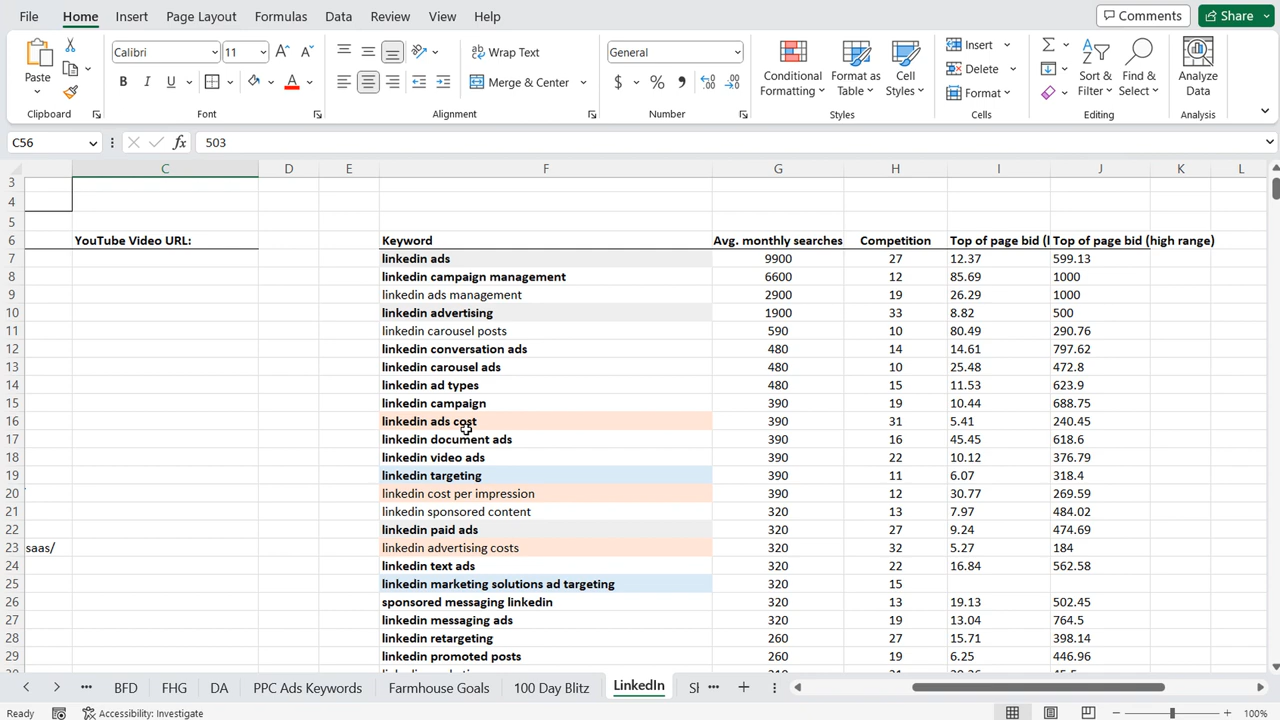 File Home Insert Page Layout Formulas Data Review View Help Comments Share
Paste
Clipboard
Calibri 11
B I U
Font
Wrap Text
Merge & Center
Alignment
General
$ % ,
Number
Conditional Formatting
Format as Table
Cell Styles
Styles
Insert
Delete
Format
Cells
Sort & Filter
Find & Select
Editing
Analyze Data
Analysis
C56 fx 503
C D E F G H I J K L
3
4
5
6 YouTube Video URL: Keyword Avg. monthly searches Competition Top of page bid (l Top of page bid (high range)
7 linkedin ads 9900 27 12.37 599.13
8 linkedin campaign management 6600 12 85.69 1000
9 linkedin ads management 2900 19 26.29 1000
10 linkedin advertising 1900 33 8.82 500
11 linkedin carousel posts 590 10 80.49 290.76
12 linkedin conversation ads 480 14 14.61 797.62
13 linkedin carousel ads 480 10 25.48 472.8
14 linkedin ad types 480 15 11.53 623.9
15 linkedin campaign 390 19 10.44 688.75
16 linkedin ads cost 390 31 5.41 240.45
17 linkedin document ads 390 16 45.45 618.6
18 linkedin video ads 390 22 10.12 376.79
19 linkedin targeting 390 11 6.07 318.4
20 linkedin cost per impression 390 12 30.77 269.59
21 linkedin sponsored content 320 13 7.97 484.02
22 linkedin paid ads 320 27 9.24 474.69
23 saas/ linkedin advertising costs 320 32 5.27 184
24 linkedin text ads 320 22 16.84 562.58
25 linkedin marketing solutions ad targeting 320 15
26 sponsored messaging linkedin 320 13 19.13 502.45
27 linkedin messaging ads 320 19 13.04 764.5
28 linkedin retargeting 260 27 15.71 398.14
29 linkedin promoted posts 260 19 6.25 446.96
BFD FHG DA PPC Ads Keywords Farmhouse Goals 100 Day Blitz LinkedIn
Ready Accessibility: Investigate 100%